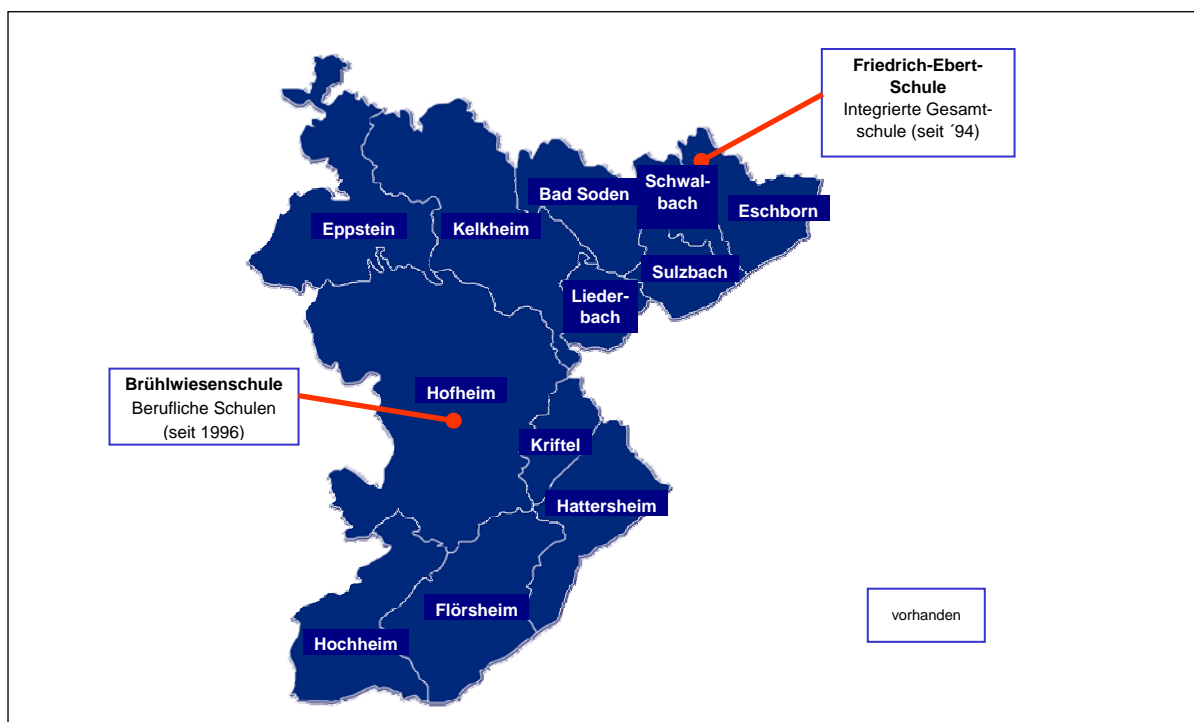 Friedrich-Ebert-
Schule
Integrierte Gesamt-
schule (seit ´94)
Schwal-
bach
Bad Soden
Eschborn
Eppstein
Kelkheim
Sulzbach
Lieder-
bach
Brühlwiesenschule
Berufliche Schulen
(seit 1996)
Hofheim
Kriftel
Hattersheim
Flörsheim
Hochheim
vorhanden